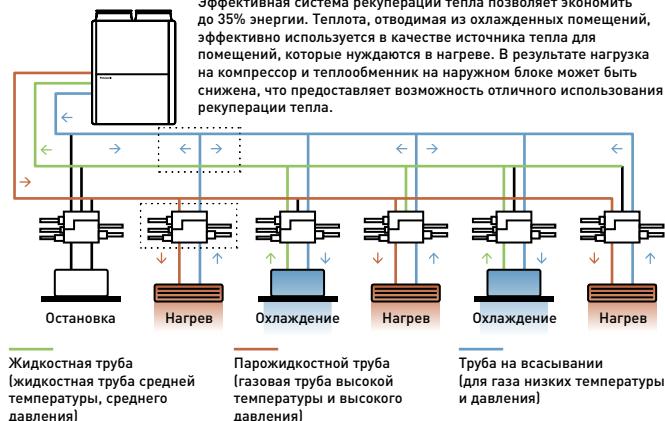 Эффективная система рекуперации тепла позволяет экономить
до 35% энергии. Теплота, отводимая из охлажденных помещений,
эффективно используется в качестве источника тепла для
помещений, которые нуждаются в нагреве. В результате нагрузка
на компрессор и теплообменник на наружном блоке может быть
снижена, что предоставляет возможность отличного использования
рекуперации тепла.
Остановка
Нагрев
Охлаждение
Нагрев
Охлаждение
Нагрев
Жидкостная труба
(жидкостная труба средней
температуры, среднего
давления)
Парожидкостной труба
(газовая труба высокой
температуры и высокого
давления)
Труба на всасывании
(для газа низких температуры
и давления)